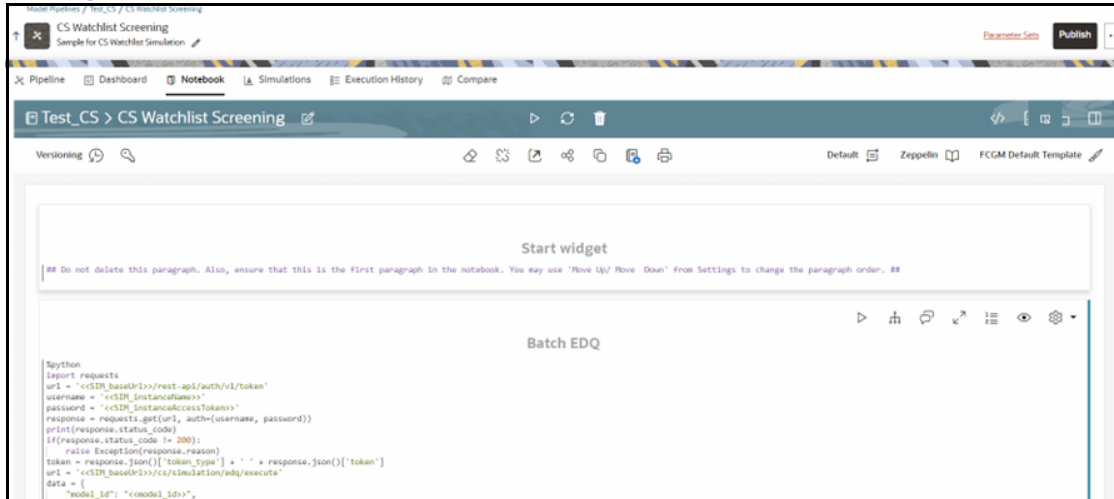 Model Pipelines / Test_CS / CS Watchlist Screening
CS Watchlist Screening
Sample for CS Watchlist Simulation
Parameter Sets
Publish
Pipeline Dashboard Notebook Simulations Execution History Compare
Test_CS > CS Watchlist Screening
Versioning
Default Zeppelin FCGM Default Template
Start widget
## Do not delete this paragraph. Also, ensure that this is the first paragraph in the notebook. You may use 'Move Up/ Move Down' from Settings to change the paragraph order. ##
Batch EDQ
%python
import requests
url = '<<SIM_baseUrl>>/rest-api/auth/v1/token'
username = '<<SIM_instanceName>>'
password = '<<SIM_instanceAccessToken>>'
response = requests.get(url, auth=(username, password))
print(response.status_code)
if(response.status_code != 200):
    raise Exception(response.reason)
token = response.json()['token_type'] + ' ' + response.json()['token']
url = '<<SIM_baseUrl>>/cs/simulation/edq/execute'
data = {
    "model_id": "<<model_id>>",